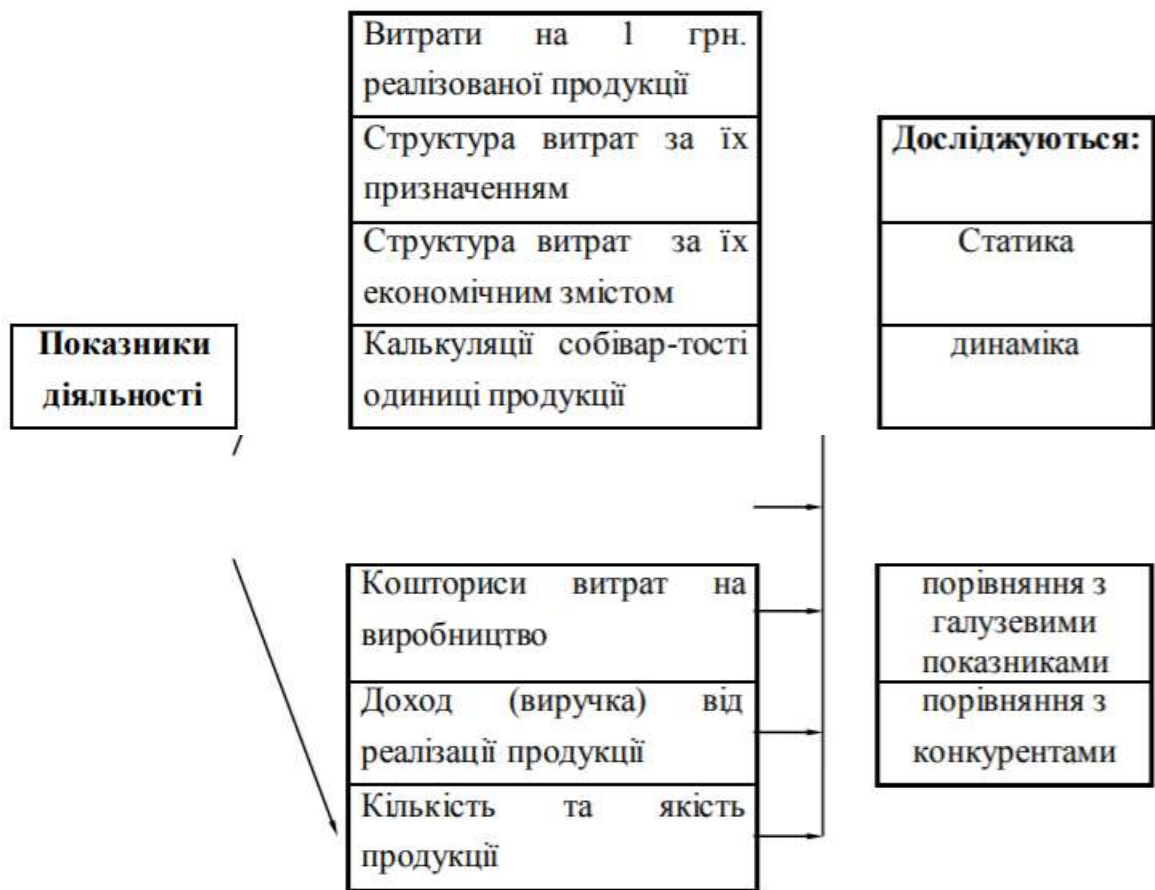 Витрати на 1 грн.
реалізованої продукції
Структура витрат за їх
призначенням
Досліджуються:
Структура витрат за їх
економічним змістом
Статика
Показники
діяльності
Калькуляції собівар-тості
одиниці продукції
динаміка
Кошториси витрат на
виробництво
порівняння з
галузевими
показниками
Доход (виручка) від
реалізації продукції
порівняння з
конкурентами
Кількість та якість
продукції